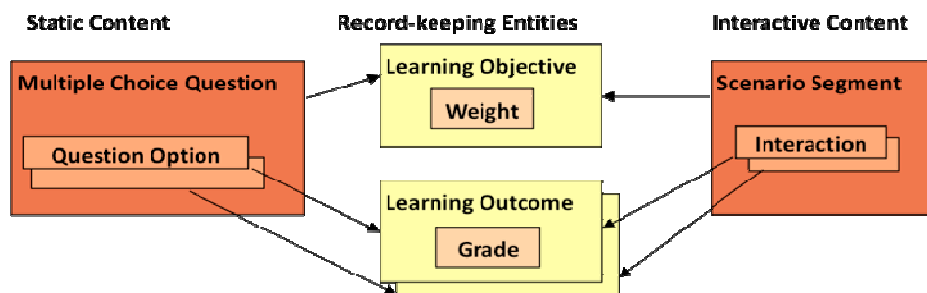 Static Content
Record-keeping Entities
Interactive Content
Multiple Choice Question
Question Option
Learning Objective
Weight
Learning Outcome
Grade
Scenario Segment
Interaction